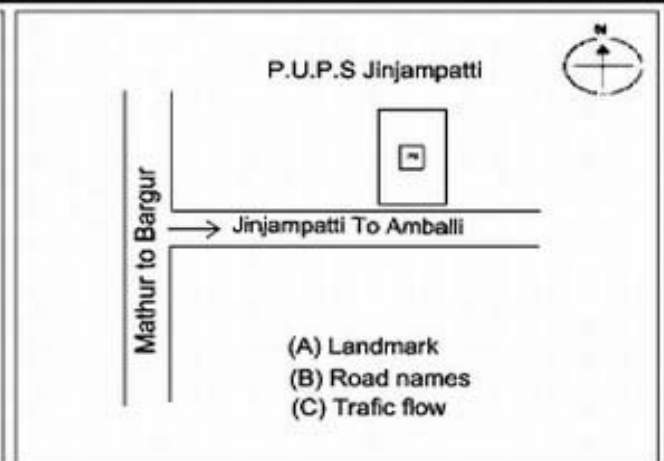 N
P.U.P.S Jinjampatti
Jinjampatti To Amballi
Mathur to Bargur
(A) Landmark
(B) Road names
(C) Trafic flow